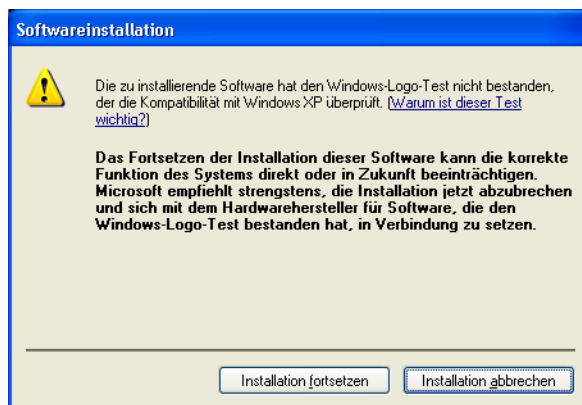 Softwareinstallation
Die zu installierende Software hat den Windows-Logo-Test nicht bestanden,
der die Kompatibilität mit Windows XP überprüft. (Warum ist dieser Test
wichtig?)
Das Fortsetzen der Installation dieser Software kann die korrekte
Funktion des Systems direkt oder in Zukunft beeinträchtigen.
Microsoft empfiehlt strengstens, die Installation jetzt abzubrechen
und sich mit dem Hardwarehersteller für Software, die den
Windows-Logo-Test bestanden hat, in Verbindung zu setzen.
Installation fortsetzen
Installation abbrechen